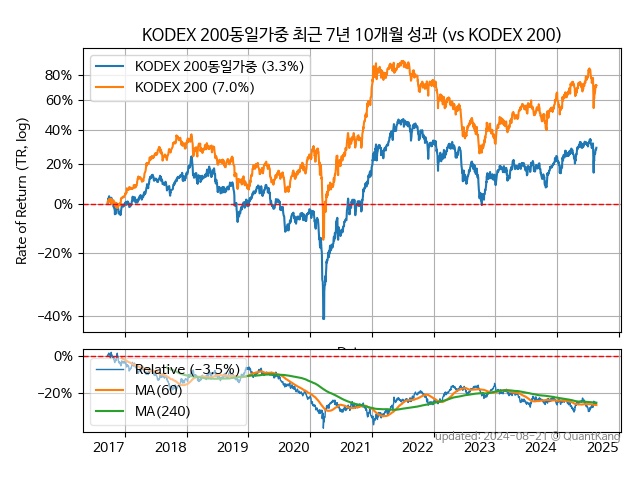 KODEX 200동일가중 최근 7년 10개월 성과 (vs KODEX 200)
KODEX 200동일가중 (3.3%)
KODEX 200 (7.0%)
Rate of Return (TR, log)
80%
60%
40%
20%
0%
−20%
−40%
0%
−20%
Relative (−3.5%)
MA(60)
MA(240)
2017 2018 2019 2020 2021 2022 2023 2024 2025
updated: 2024-08-21 © QuantKang